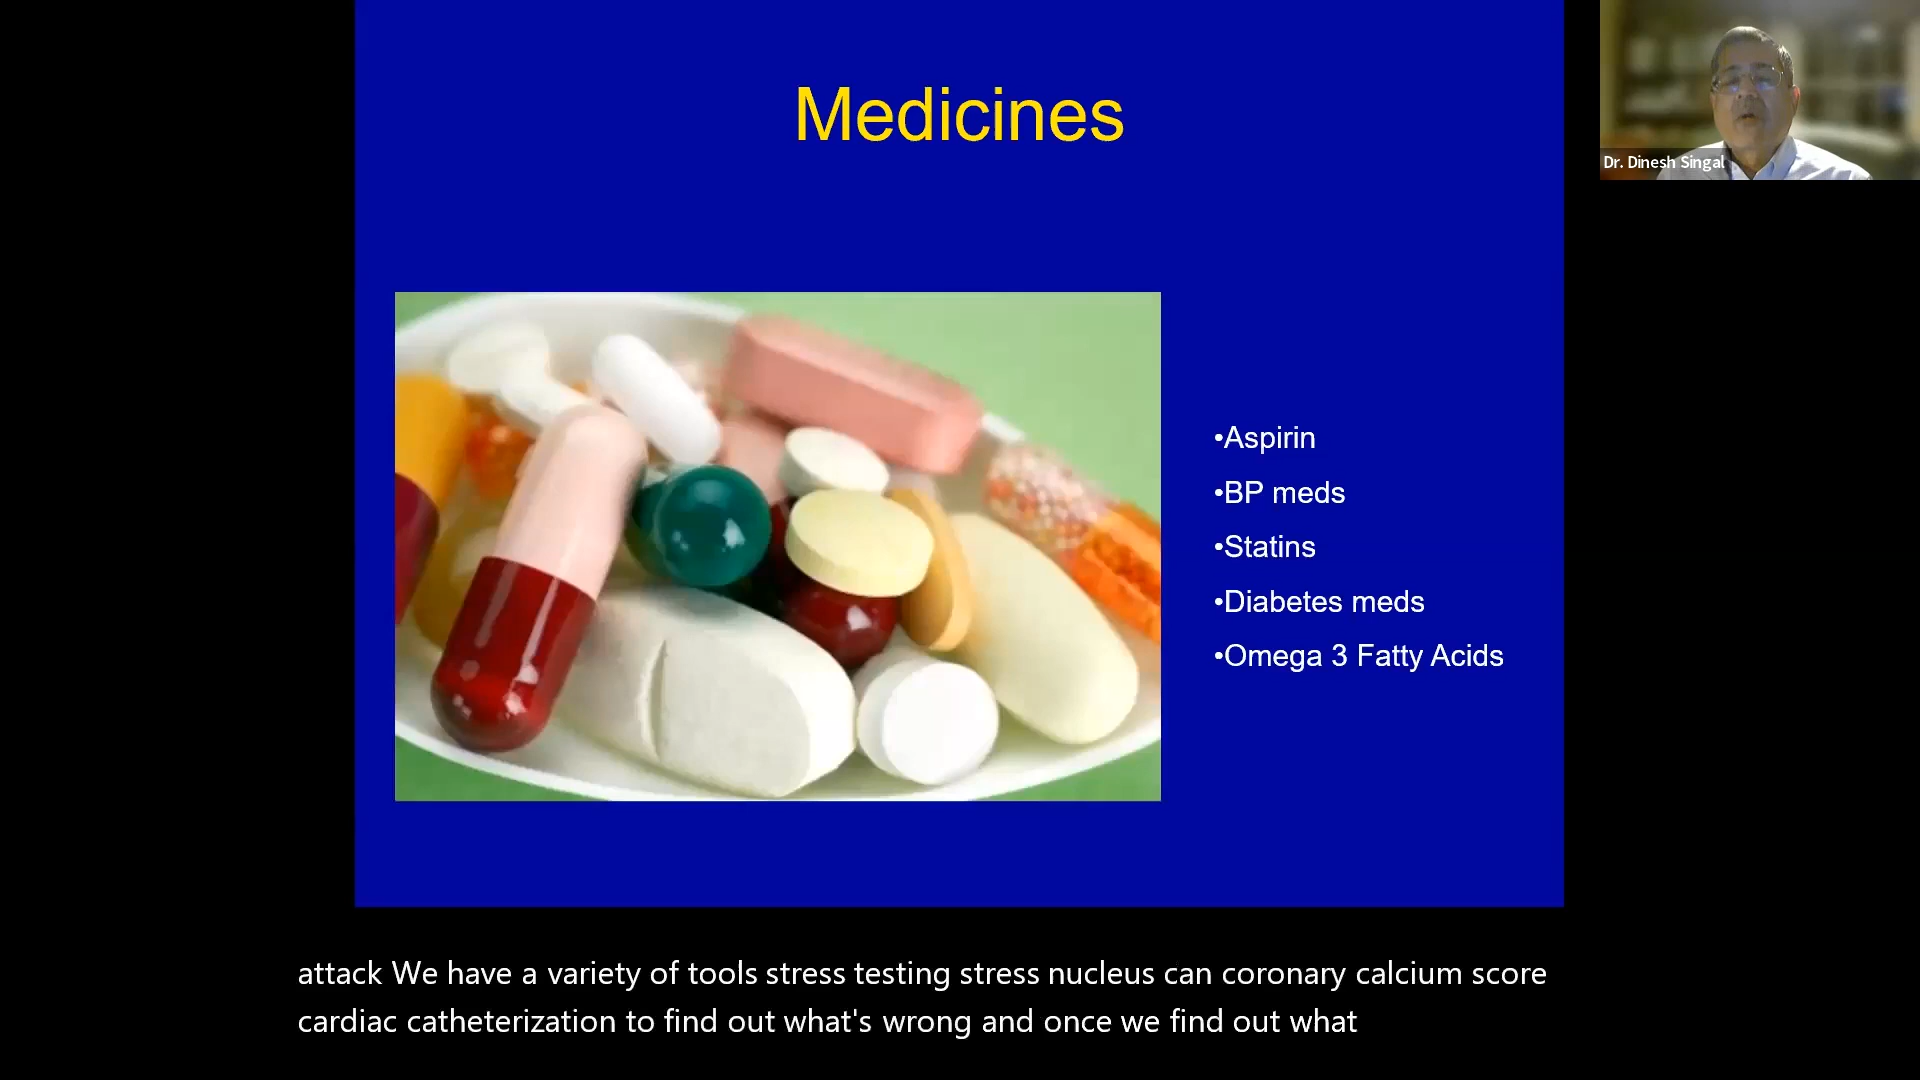 Medicines
Dr. Dinesh Singal
•Aspirin
•BP meds
•Statins
•Diabetes meds
•Omega 3 Fatty Acids
attack We have a variety of tools stress testing stress nucleus can coronary calcium score
cardiac catheterization to find out what's wrong and once we find out what